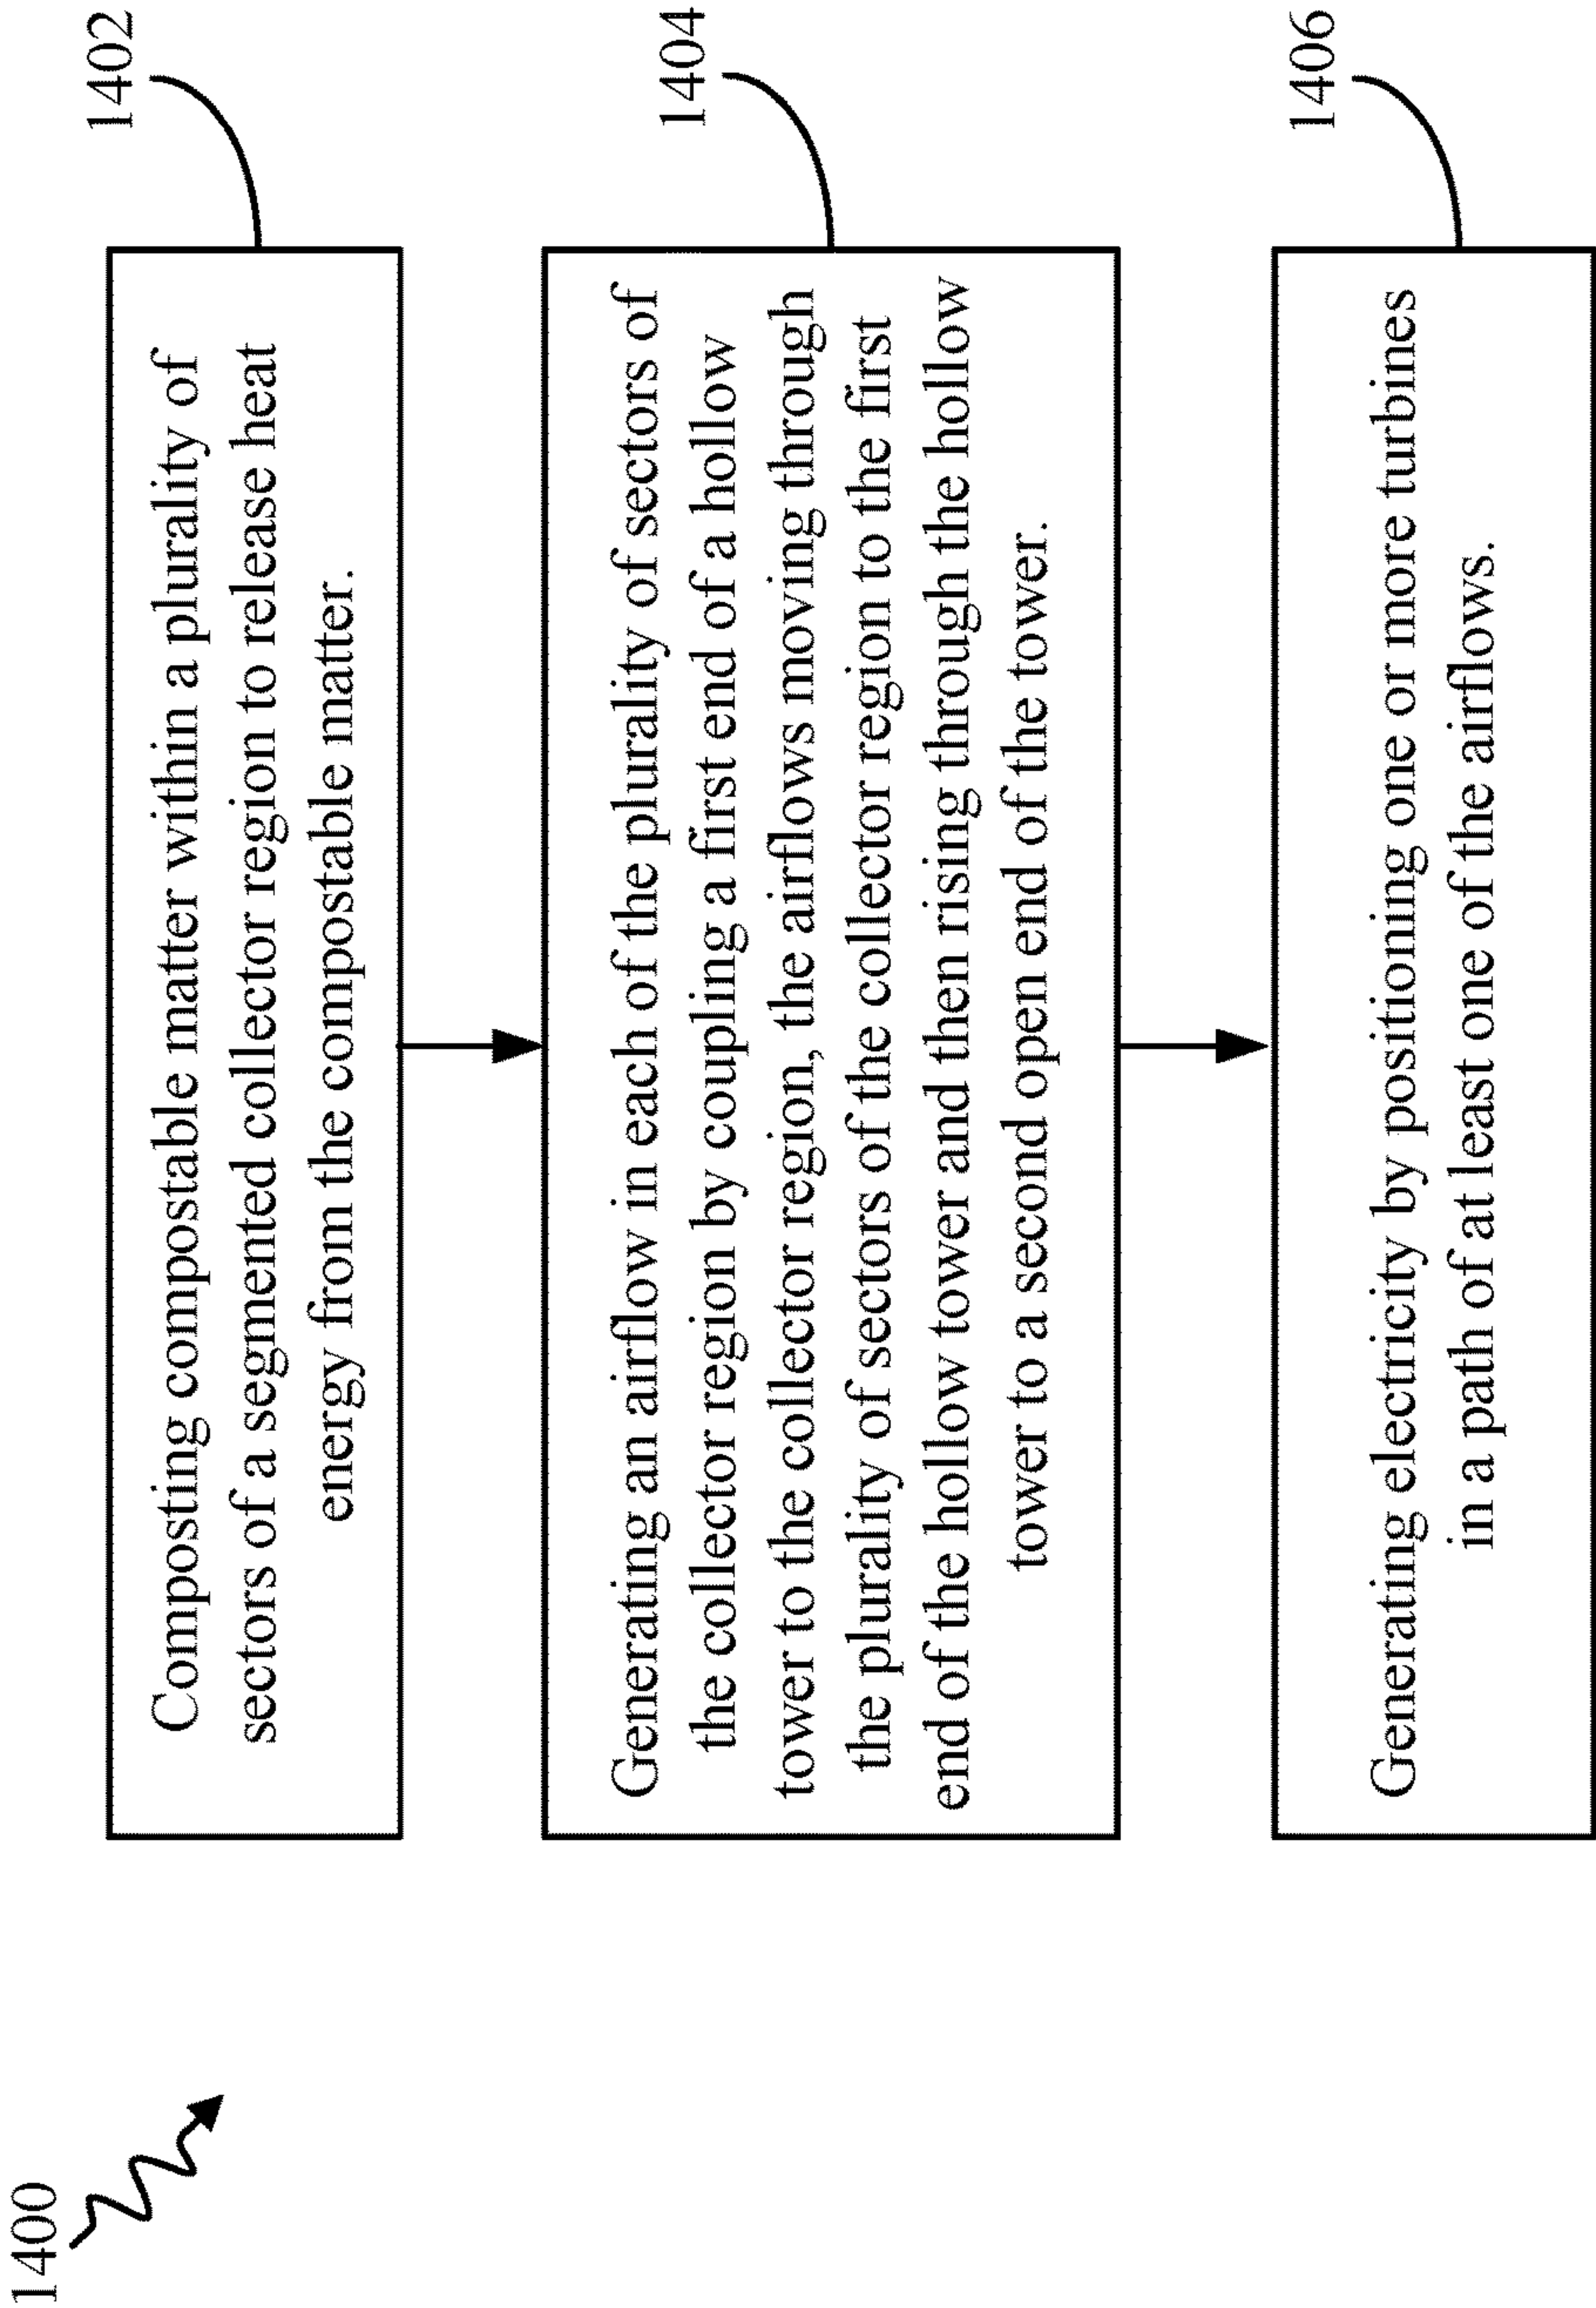 1400
1402
Composting compostable matter within a plurality of
sectors of a segmented collector region to release heat
energy from the compostable matter.
1404
Generating an airflow in each of the plurality of sectors of
the collector region by coupling a first end of a hollow
tower to the collector region, the airflows moving through
the plurality of sectors of the collector region to the first
end of the hollow tower and then rising through the hollow
tower to a second open end of the tower.
1406
Generating electricity by positioning one or more turbines
in a path of at least one of the airflows.